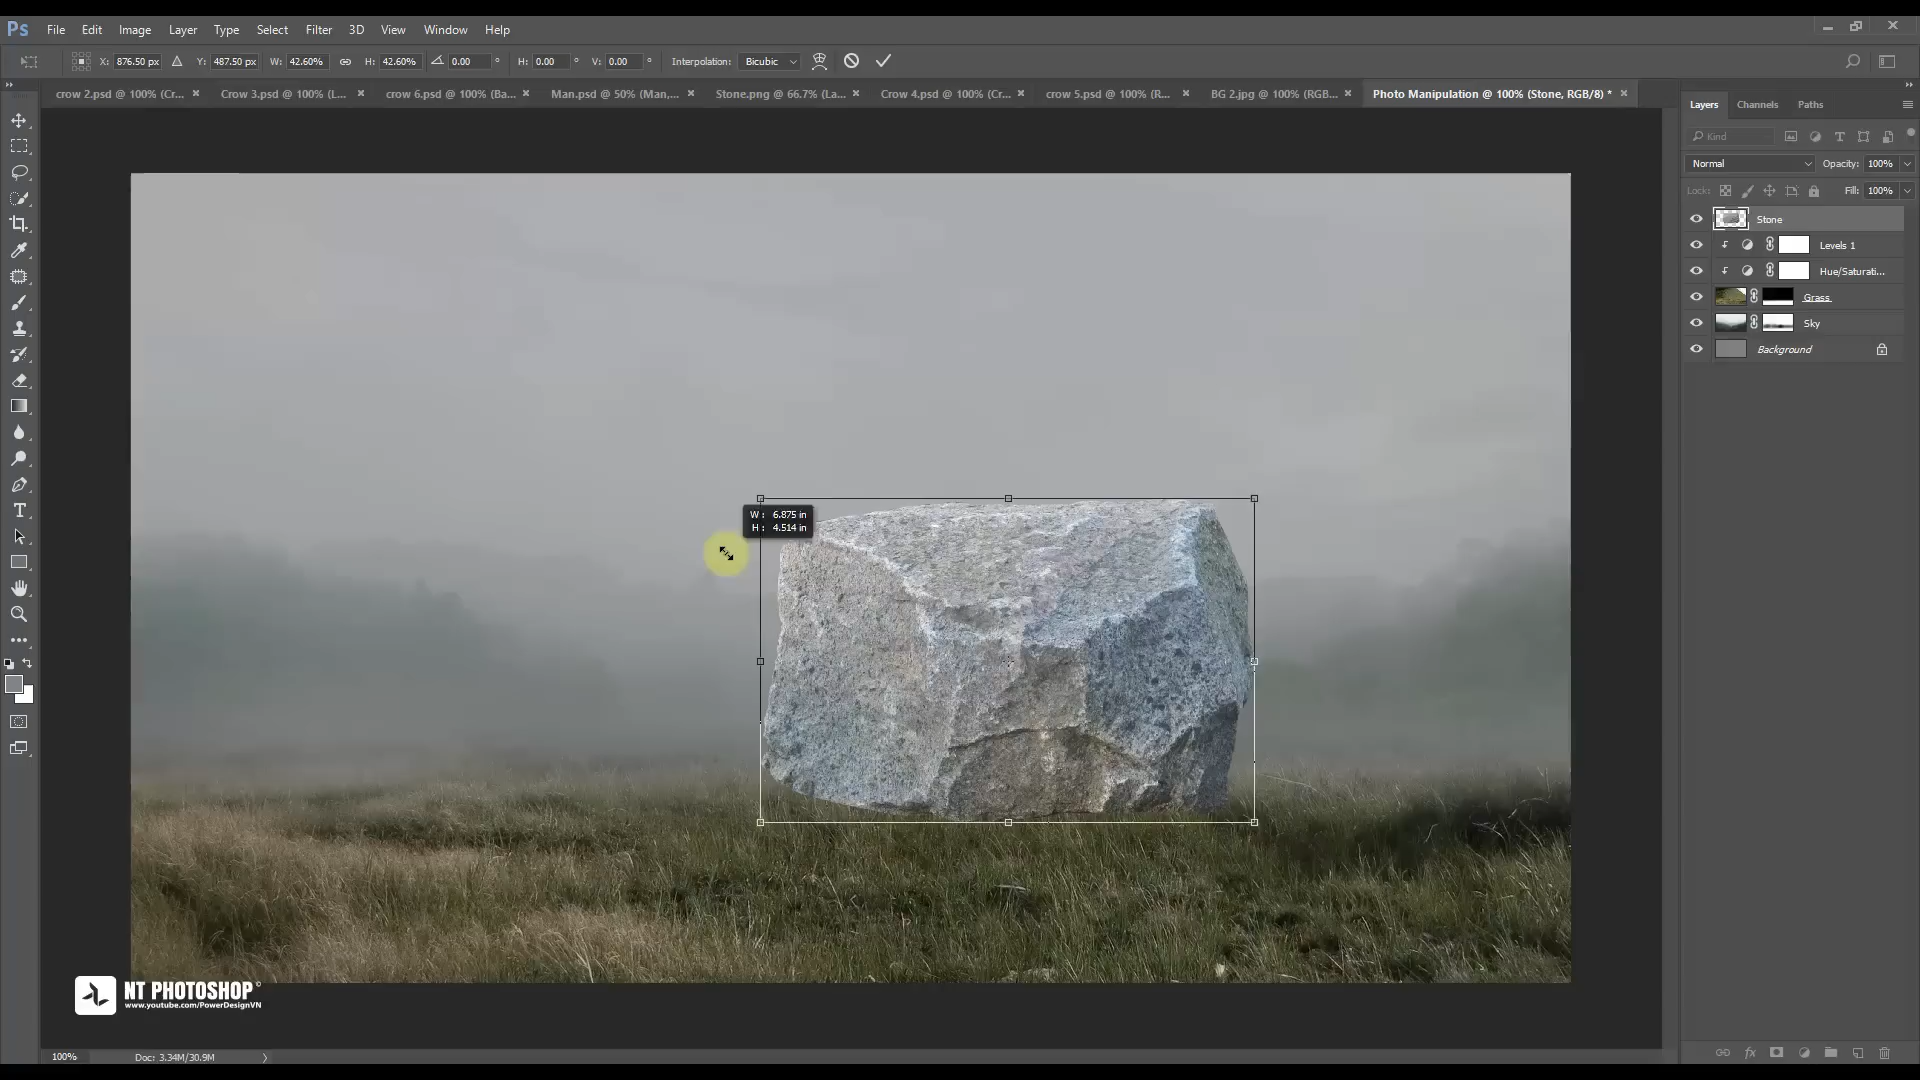 Ps File Edit Image Layer Type Select Filter 3D View Window Help
X: 876.50 px Y: 487.50 px W: 42.60% H: 42.60% 0.00 ° H: 0.00 ° V: 0.00 ° Interpolation: Bicubic
crow 2.psd @ 100% (Cr... × Crow 3.psd @ 100% (L... × crow 6.psd @ 100% (Ba... × Man.psd @ 50% (Man,... × Stone.png @ 66.7% (La... × Crow 4.psd @ 100% (Cr... × crow 5.psd @ 100% (R... × BG 2.jpg @ 100% (RGB... × Photo Manipulation @ 100% (Stone, RGB/8) * ×
Layers Channels Paths
Kind
Normal Opacity: 100%
Lock: Fill: 100%
Stone
Levels 1
Hue/Saturati...
Grass
Sky
Background
W : 6.875 in
H : 4.514 in
NT PHOTOSHOP©
www.youtube.com/PowerDesignVN
100% Doc: 3.34M/30.9M